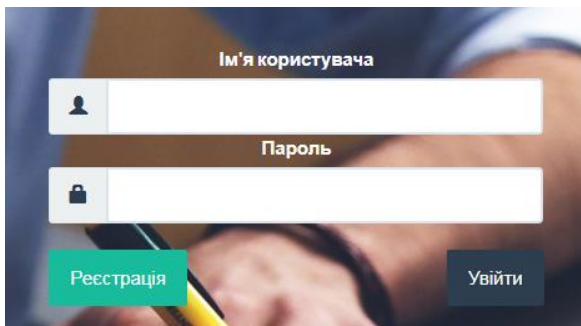 Ім'я користувача
Пароль
Реєстрація
Увійти